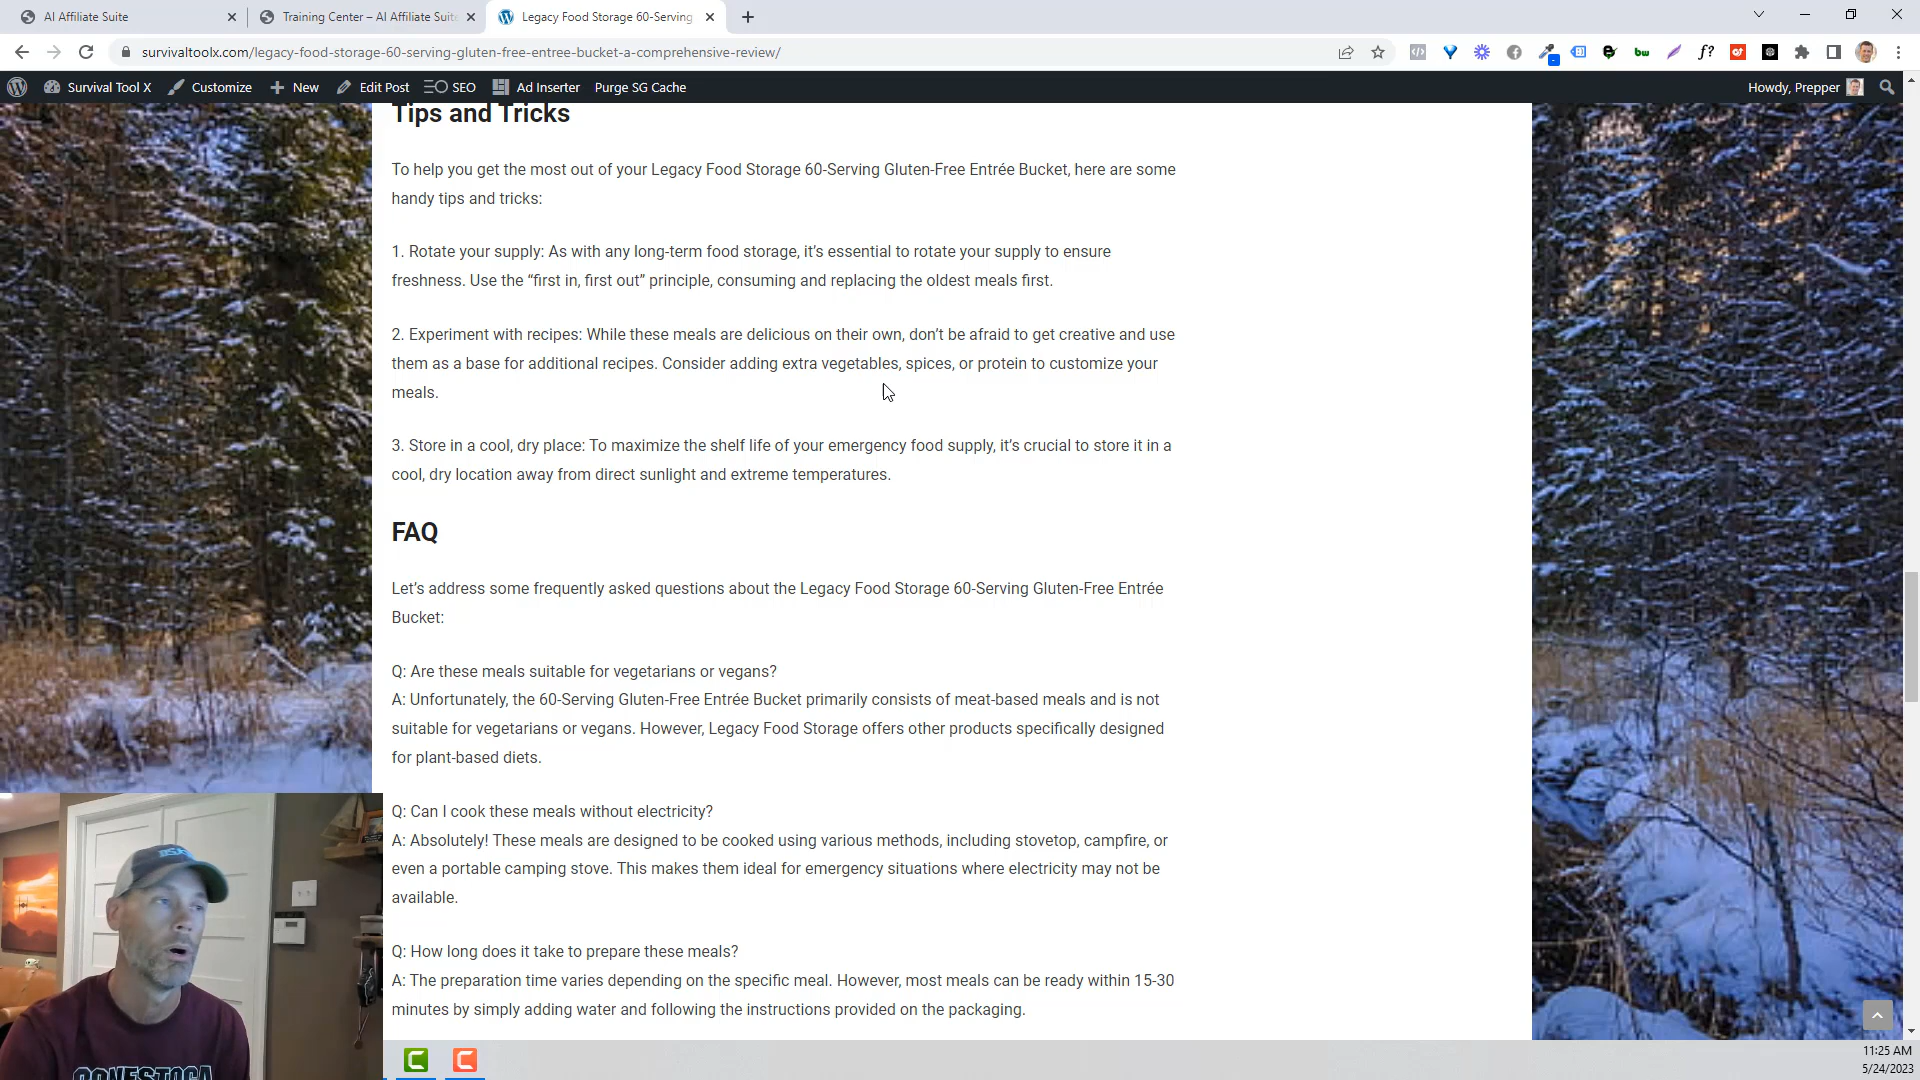 AI Affiliate Suite
Training Center – AI Affiliate Suite
Legacy Food Storage 60-Serving
survivaltoolx.com/legacy-food-storage-60-serving-gluten-free-entree-bucket-a-comprehensive-review/
Survival Tool X
Customize
New
Edit Post
SEO
Ad Inserter
Purge SG Cache
Howdy, Prepper
Tips and Tricks
To help you get the most out of your Legacy Food Storage 60-Serving Gluten-Free Entrée Bucket, here are some
handy tips and tricks:
1. Rotate your supply: As with any long-term food storage, it’s essential to rotate your supply to ensure
freshness. Use the “first in, first out” principle, consuming and replacing the oldest meals first.
2. Experiment with recipes: While these meals are delicious on their own, don’t be afraid to get creative and use
them as a base for additional recipes. Consider adding extra vegetables, spices, or protein to customize your
meals.
3. Store in a cool, dry place: To maximize the shelf life of your emergency food supply, it’s crucial to store it in a
cool, dry location away from direct sunlight and extreme temperatures.
FAQ
Let’s address some frequently asked questions about the Legacy Food Storage 60-Serving Gluten-Free Entrée
Bucket:
Q: Are these meals suitable for vegetarians or vegans?
A: Unfortunately, the 60-Serving Gluten-Free Entrée Bucket primarily consists of meat-based meals and is not
suitable for vegetarians or vegans. However, Legacy Food Storage offers other products specifically designed
for plant-based diets.
Q: Can I cook these meals without electricity?
A: Absolutely! These meals are designed to be cooked using various methods, including stovetop, campfire, or
even a portable camping stove. This makes them ideal for emergency situations where electricity may not be
available.
Q: How long does it take to prepare these meals?
A: The preparation time varies depending on the specific meal. However, most meals can be ready within 15-30
minutes by simply adding water and following the instructions provided on the packaging.
CONESTOGA
11:25 AM
5/24/2023